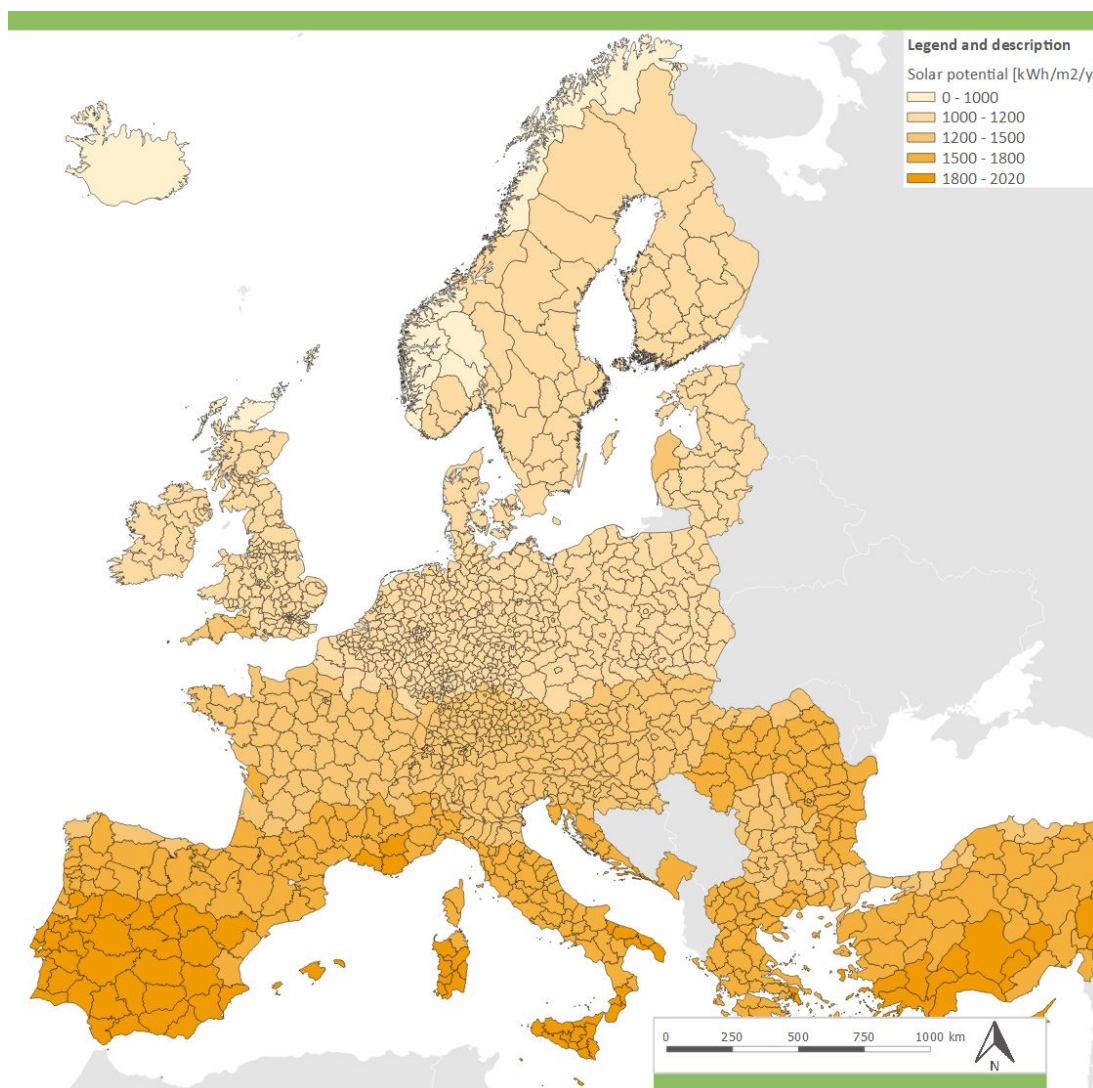 Legend and description
Solar potential [kWh/m2/y
0 - 1000
1000 - 1200
1200 - 1500
1500 - 1800
1800 - 2020
0 250 500 750 1000 km
N